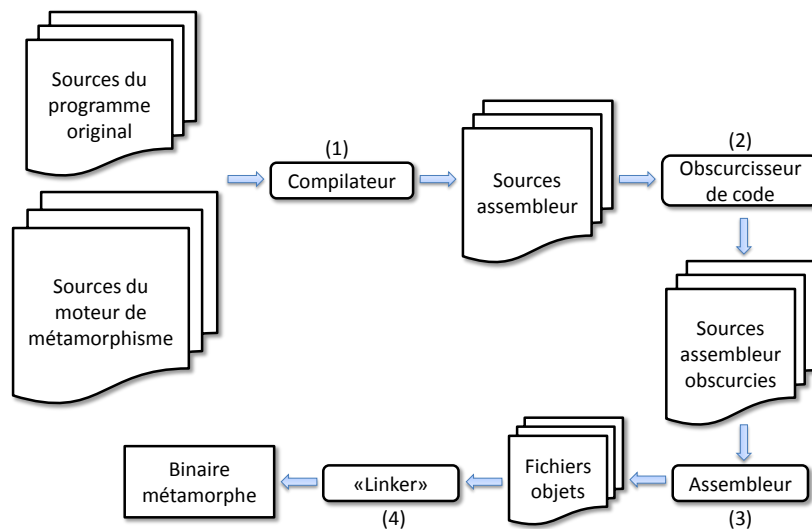 Sources du
programme
original
(1)
Compilateur
Sources
assembleur
(2)
Obscurcisseur
de code
Sources du
moteur de
métamorphisme
Sources
assembleur
obscurcies
Binaire
métamorphe
«Linker»
(4)
Fichiers
objets
Assembleur
(3)